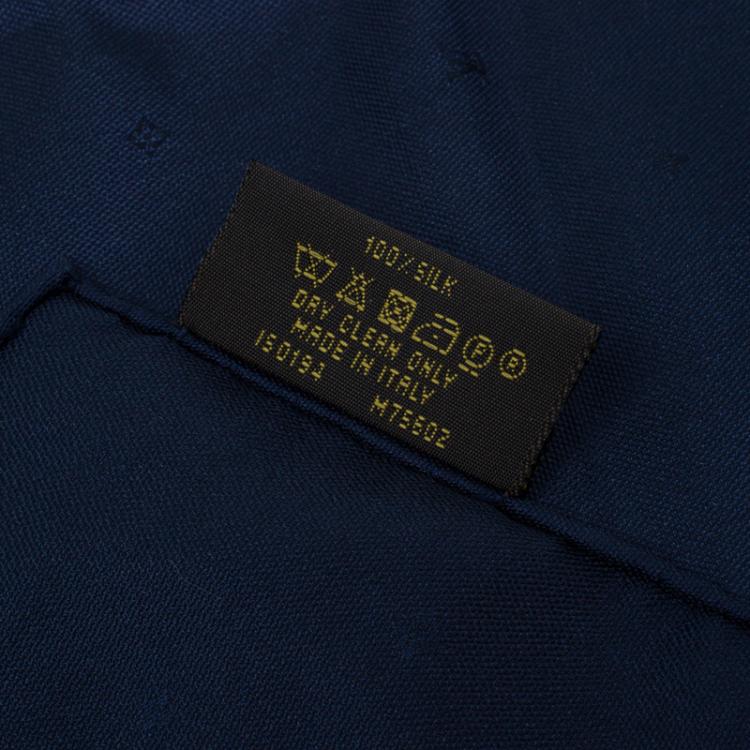 100%SILK
P R
DRY CLEAN ONLY
MADE IN ITALY
150194 M75602